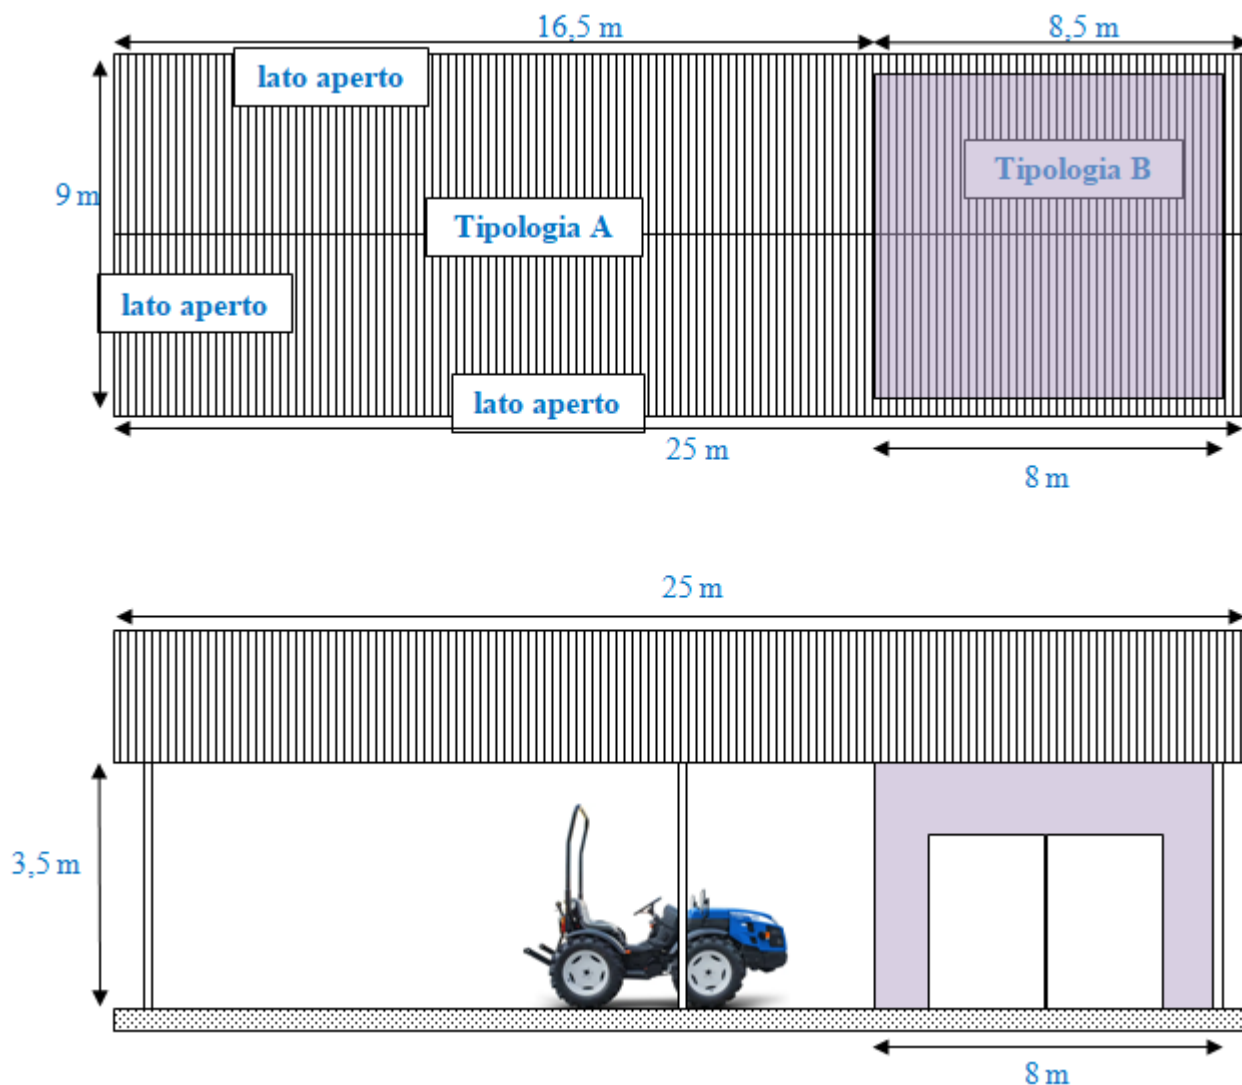 16,5 m
8,5 m
lato aperto
Tipologia B
9 m
Tipologia A
lato aperto
lato aperto
25 m
8 m
25 m
3,5 m
8 m